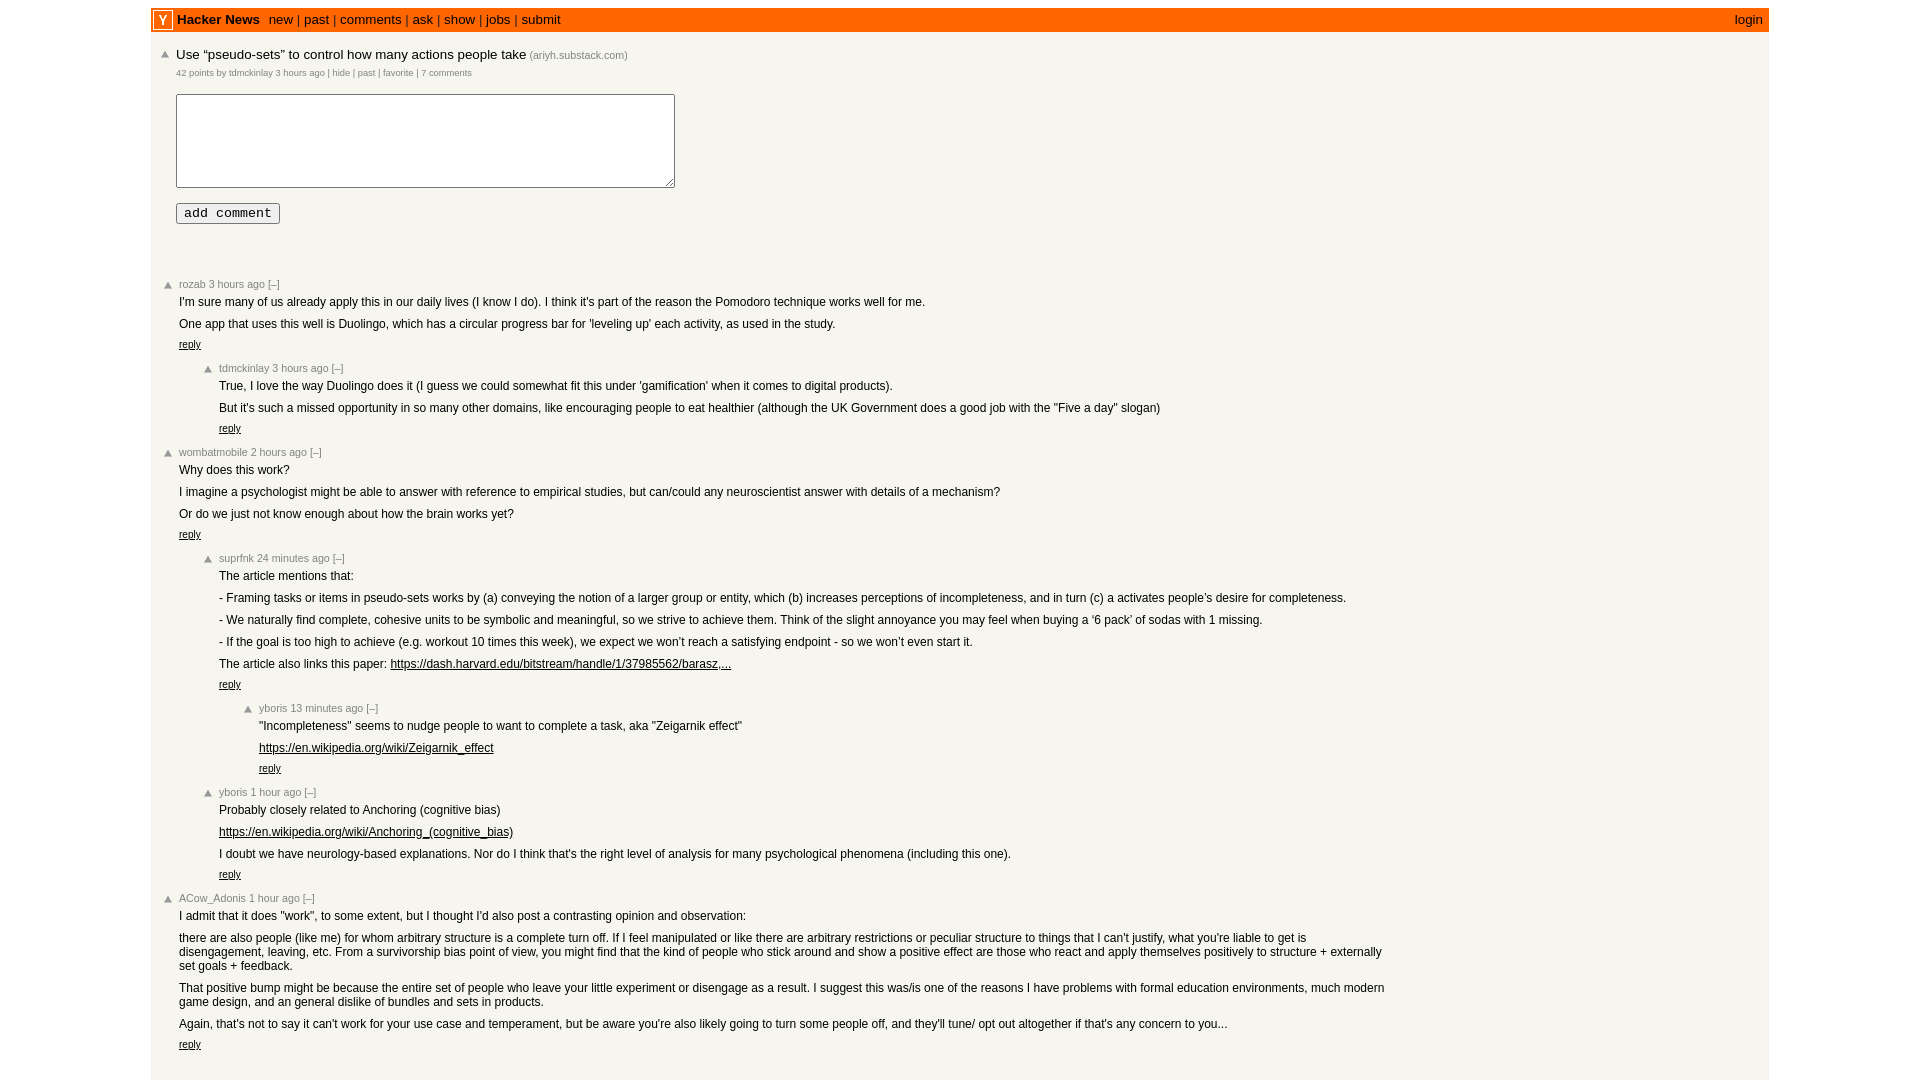 Y Hacker News new | past | comments | ask | show | jobs | submit login
Use “pseudo-sets” to control how many actions people take (ariyh.substack.com)
42 points by tdmckinlay 3 hours ago | hide | past | favorite | 7 comments
add comment
rozab 3 hours ago [–]
I'm sure many of us already apply this in our daily lives (I know I do). I think it's part of the reason the Pomodoro technique works well for me.
One app that uses this well is Duolingo, which has a circular progress bar for 'leveling up' each activity, as used in the study.
reply
tdmckinlay 3 hours ago [–]
True, I love the way Duolingo does it (I guess we could somewhat fit this under 'gamification' when it comes to digital products).
But it's such a missed opportunity in so many other domains, like encouraging people to eat healthier (although the UK Government does a good job with the "Five a day" slogan)
reply
wombatmobile 2 hours ago [–]
Why does this work?
I imagine a psychologist might be able to answer with reference to empirical studies, but can/could any neuroscientist answer with details of a mechanism?
Or do we just not know enough about how the brain works yet?
reply
suprfnk 24 minutes ago [–]
The article mentions that:
- Framing tasks or items in pseudo-sets works by (a) conveying the notion of a larger group or entity, which (b) increases perceptions of incompleteness, and in turn (c) a activates people’s desire for completeness.
- We naturally find complete, cohesive units to be symbolic and meaningful, so we strive to achieve them. Think of the slight annoyance you may feel when buying a ‘6 pack’ of sodas with 1 missing.
- If the goal is too high to achieve (e.g. workout 10 times this week), we expect we won’t reach a satisfying endpoint - so we won’t even start it.
The article also links this paper: https://dash.harvard.edu/bitstream/handle/1/37985562/barasz,...
reply
yboris 13 minutes ago [–]
"Incompleteness" seems to nudge people to want to complete a task, aka "Zeigarnik effect"
https://en.wikipedia.org/wiki/Zeigarnik_effect
reply
yboris 1 hour ago [–]
Probably closely related to Anchoring (cognitive bias)
https://en.wikipedia.org/wiki/Anchoring_(cognitive_bias)
I doubt we have neurology-based explanations. Nor do I think that's the right level of analysis for many psychological phenomena (including this one).
reply
ACow_Adonis 1 hour ago [–]
I admit that it does "work", to some extent, but I thought I'd also post a contrasting opinion and observation:
there are also people (like me) for whom arbitrary structure is a complete turn off. If I feel manipulated or like there are arbitrary restrictions or peculiar structure to things that I can't justify, what you're liable to get is
disengagement, leaving, etc. From a survivorship bias point of view, you might find that the kind of people who stick around and show a positive effect are those who react and apply themselves positively to structure + externally
set goals + feedback.
That positive bump might be because the entire set of people who leave your little experiment or disengage as a result. I suggest this was/is one of the reasons I have problems with formal education environments, much modern
game design, and an general dislike of bundles and sets in products.
Again, that's not to say it can't work for your use case and temperament, but be aware you're also likely going to turn some people off, and they'll tune/ opt out altogether if that's any concern to you...
reply